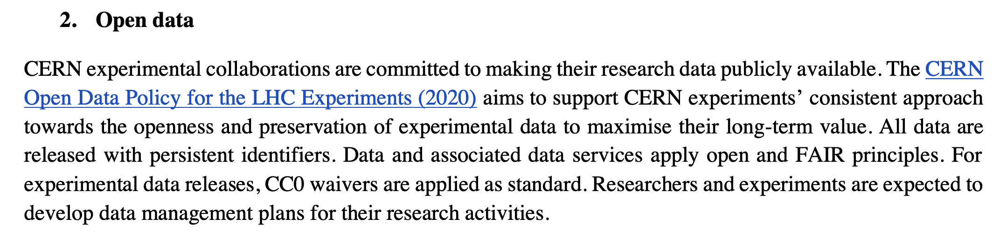 2. Open data
CERN experimental collaborations are committed to making their research data publicly available. The CERN
Open Data Policy for the LHC Experiments (2020) aims to support CERN experiments’ consistent approach
towards the openness and preservation of experimental data to maximise their long-term value. All data are
released with persistent identifiers. Data and associated data services apply open and FAIR principles. For
experimental data releases, CC0 waivers are applied as standard. Researchers and experiments are expected to
develop data management plans for their research activities.